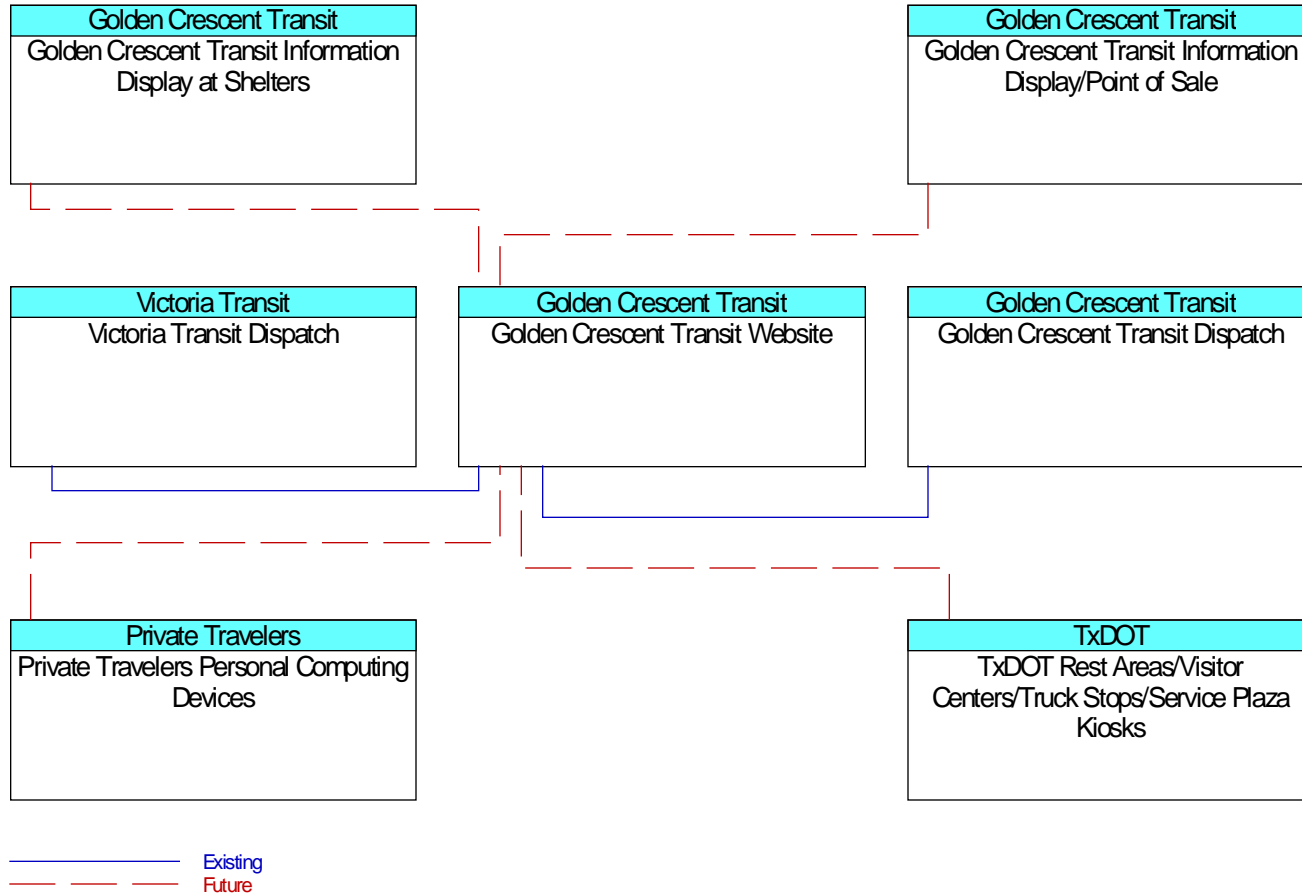 Golden Crescent Transit
Golden Crescent Transit Information
Display at Shelters
Golden Crescent Transit
Golden Crescent Transit Information
Display/Point of Sale
Victoria Transit
Victoria Transit Dispatch
Golden Crescent Transit
Golden Crescent Transit Website
Golden Crescent Transit
Golden Crescent Transit Dispatch
Private Travelers
Private Travelers Personal Computing
Devices
TxDOT
TxDOT Rest Areas/Visitor
Centers/Truck Stops/Service Plaza
Kiosks
Existing
Future